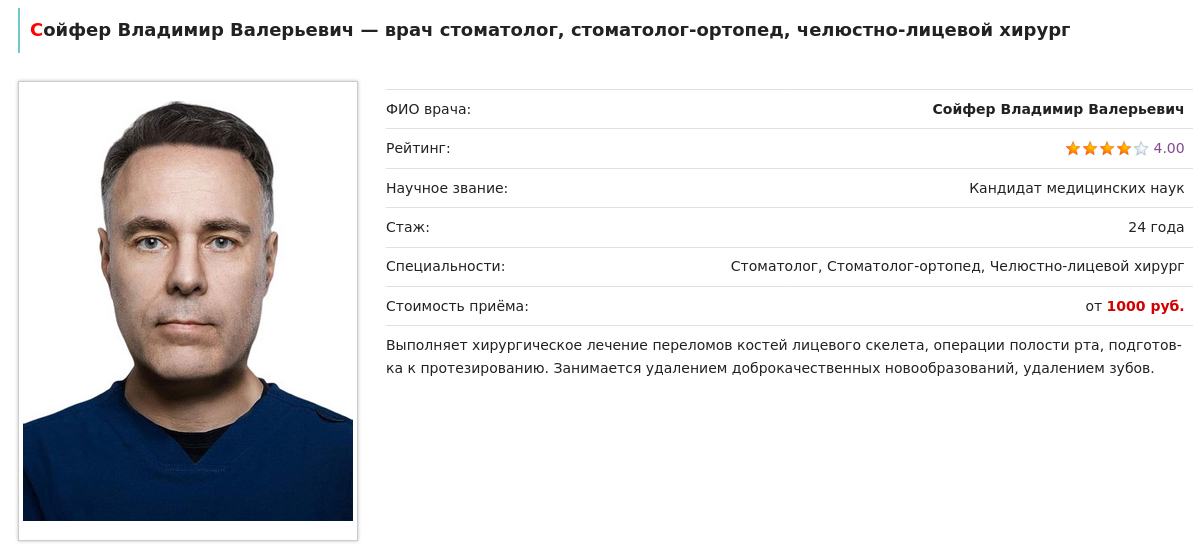 Сойфер Владимир Валерьевич — врач стоматолог, стоматолог-ортопед, челюстно-лицевой хирург
ФИО врача: Сойфер Владимир Валерьевич
Рейтинг: 4.00
Научное звание: Кандидат медицинских наук
Стаж: 24 года
Специальности: Стоматолог, Стоматолог-ортопед, Челюстно-лицевой хирург
Стоимость приёма: от 1000 руб.
Выполняет хирургическое лечение переломов костей лицевого скелета, операции полости рта, подготов-
ка к протезированию. Занимается удалением доброкачественных новообразований, удалением зубов.